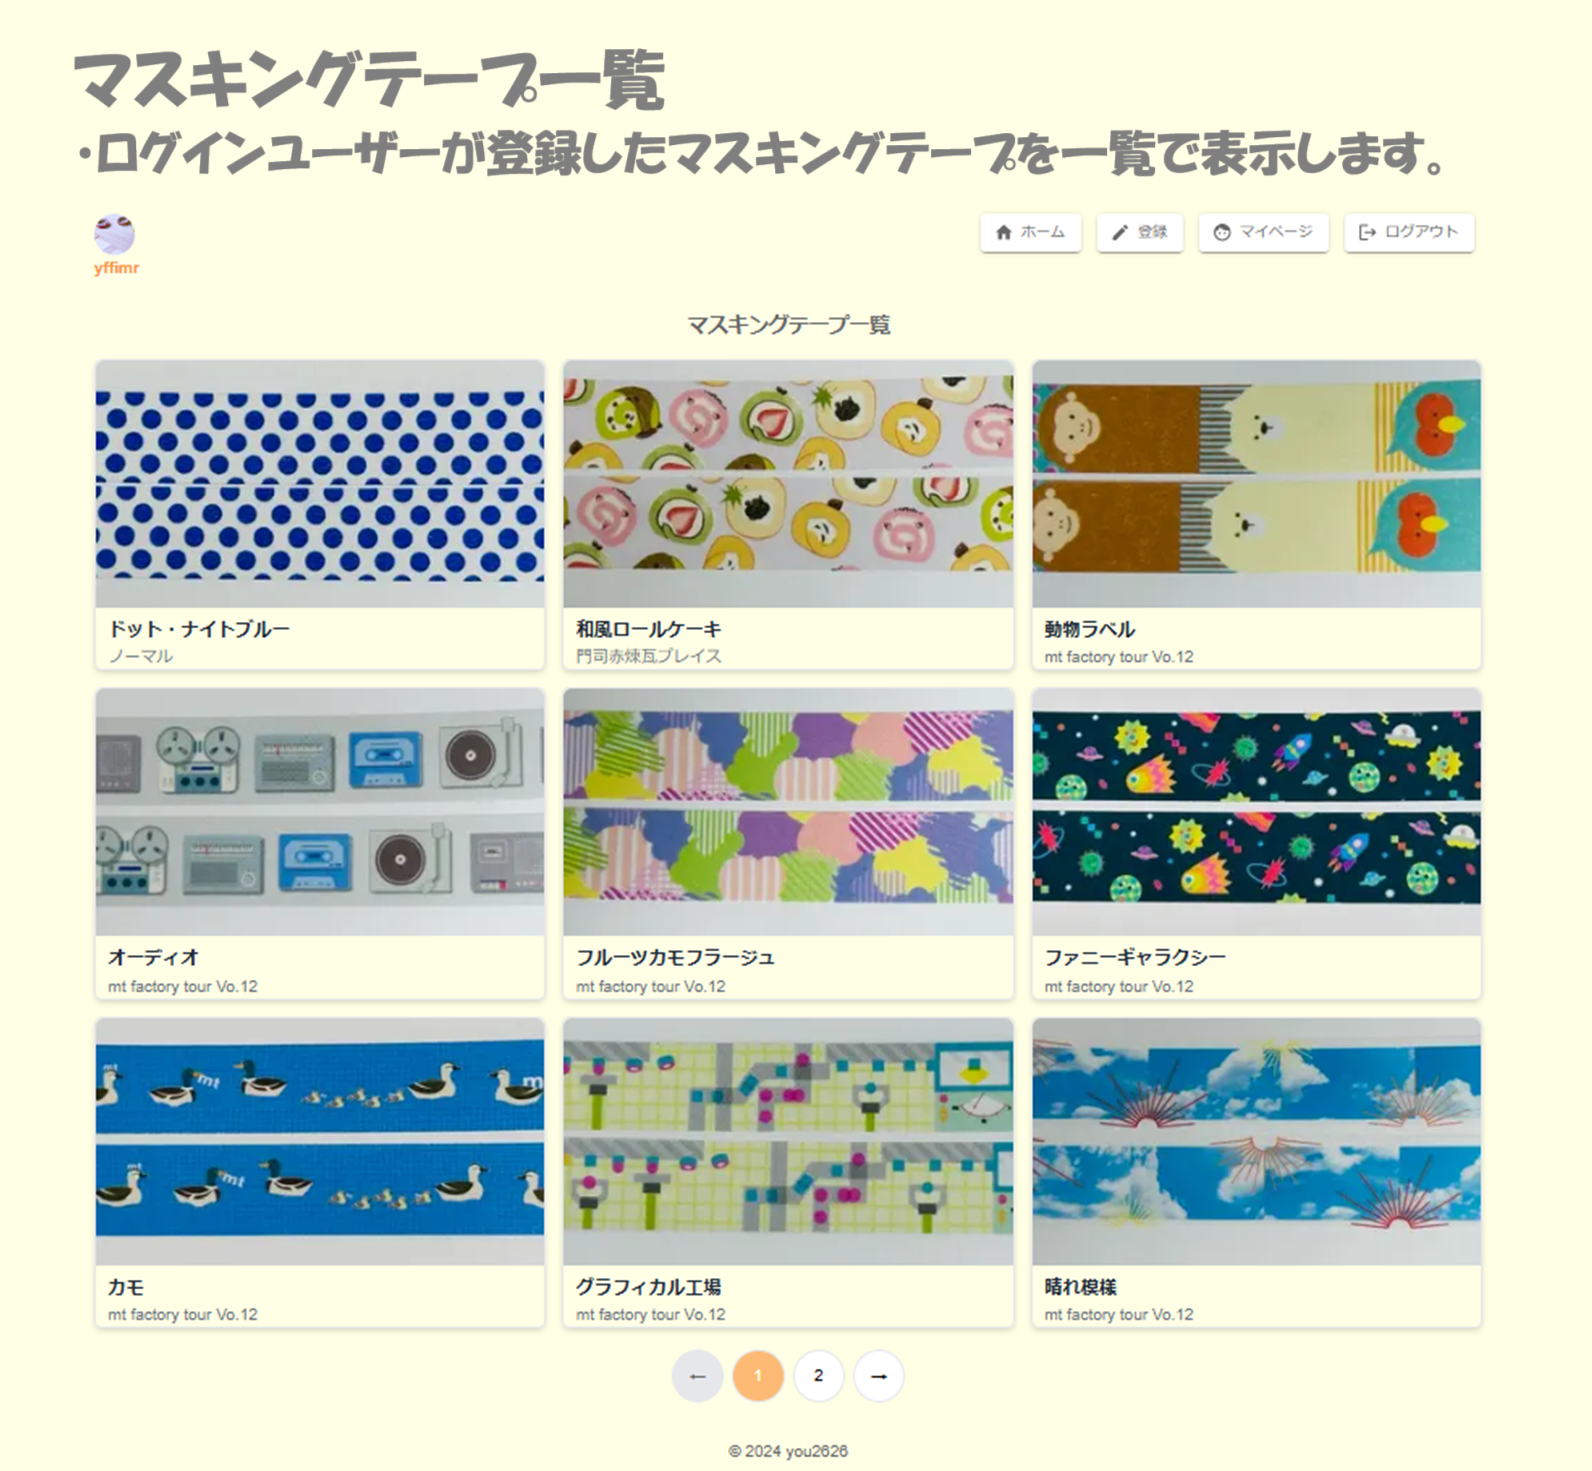 マスキングテープ一覧
・ログインユーザーが登録したマスキングテープを一覧で表示します。
yffimr
ホーム
登録
マイページ
ログアウト
マスキングテープ一覧
ドット・ナイトブルー
ノーマル
和風ロールケーキ
門司赤煉瓦プレイス
動物ラベル
mt factory tour Vo.12
オーディオ
mt factory tour Vo.12
フルーツカモフラージュ
mt factory tour Vo.12
ファニーギャラクシー
mt factory tour Vo.12
mt
mt
m
mt
mt
カモ
mt factory tour Vo.12
グラフィカル工場
mt factory tour Vo.12
晴れ模様
mt factory tour Vo.12
← 1 2 →
© 2024 you2626